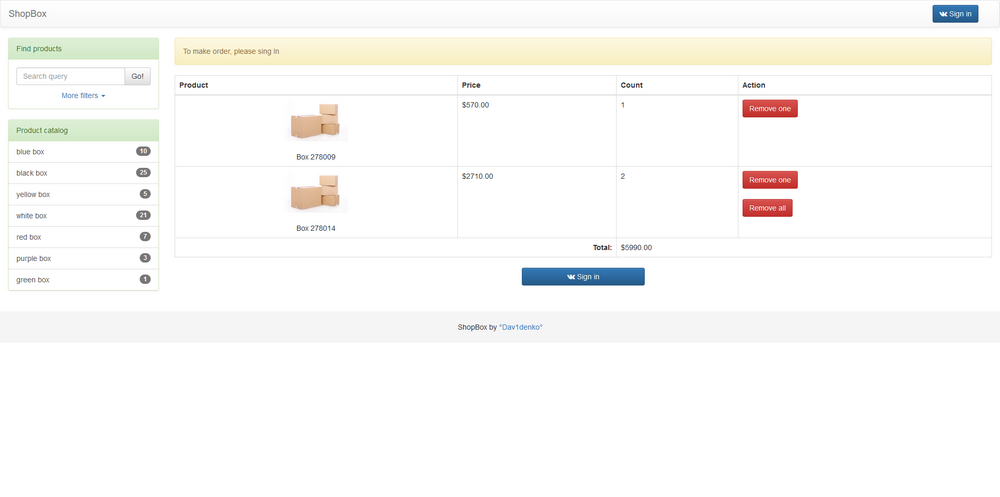 ShopBox
Sign in
Find products
Search query Go!
More filters
Product catalog
blue box 10
black box 25
yellow box 5
white box 21
red box 7
purple box 3
green box 1
To make order, please sing in
Product Price Count Action
$570.00 1 Remove one
Box 278009
$2710.00 2 Remove one
Remove all
Box 278014
Total: $5990.00
Sign in
ShopBox by "Dav1denko"